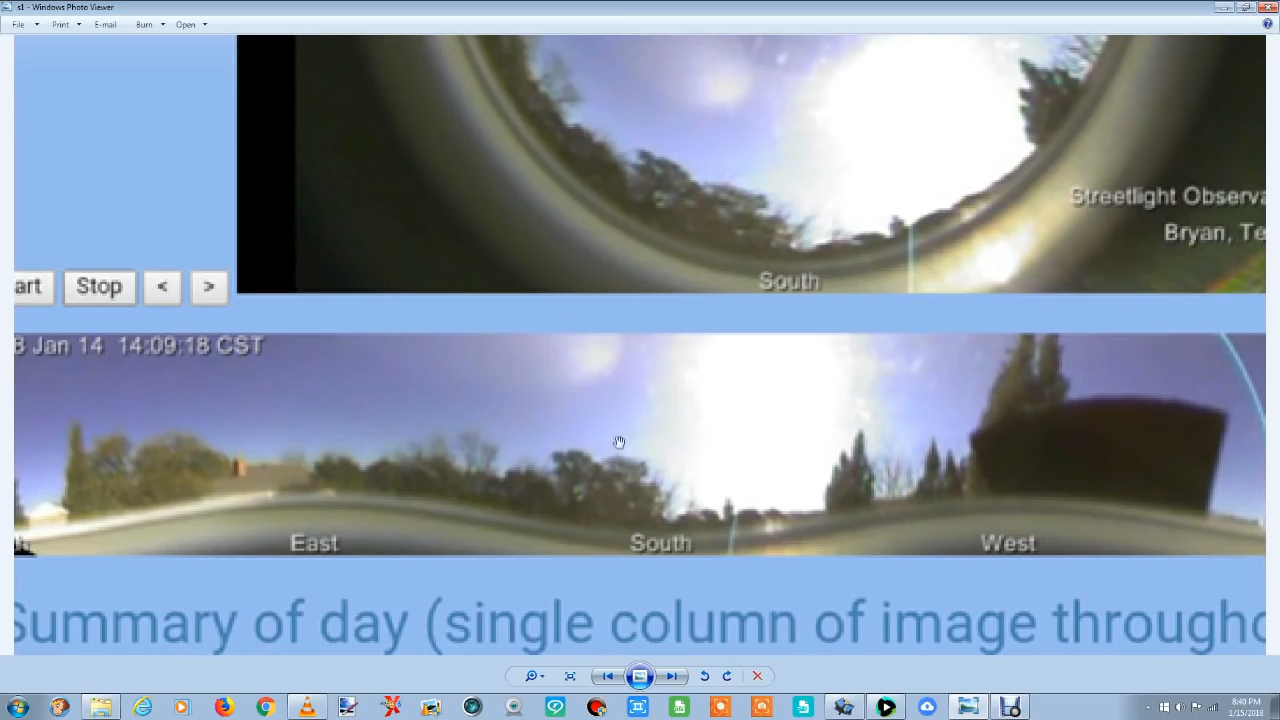 s1 - Windows Photo Viewer
File Print E-mail Burn Open
South
Streetlight Observa
Bryan, Te
art Stop < >
8 Jan 14 14:09:18 CST
East South West
Summary of day (single column of image througho
8:40 PM
1/15/2018